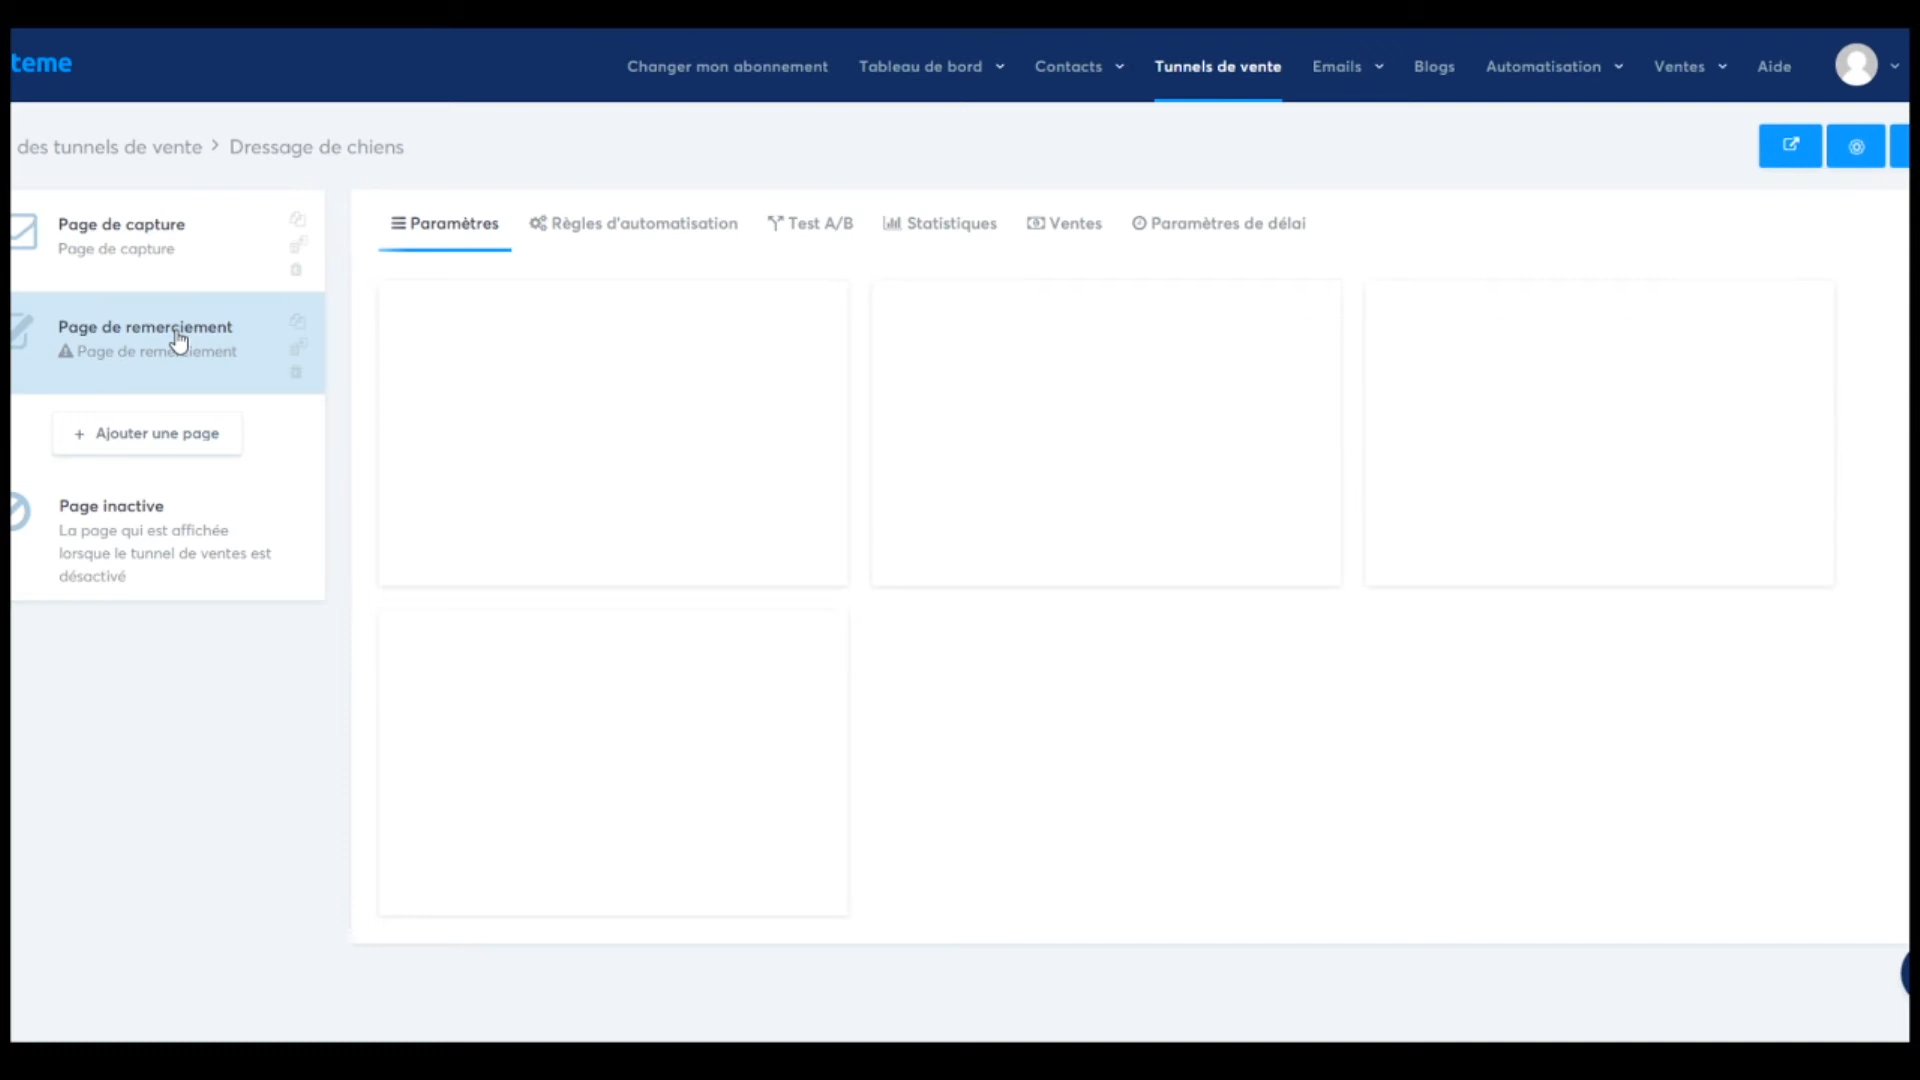 teme
Changer mon abonnement Tableau de bord Contacts Tunnels de vente Emails Blogs Automatisation Ventes Aide
des tunnels de vente > Dressage de chiens
Page de capture
Page de capture
Page de remerciement
Page de remerciement
+ Ajouter une page
Page inactive
La page qui est affichée
lorsque le tunnel de ventes est
désactivé
Paramètres Règles d'automatisation Test A/B Statistiques Ventes Paramètres de délai